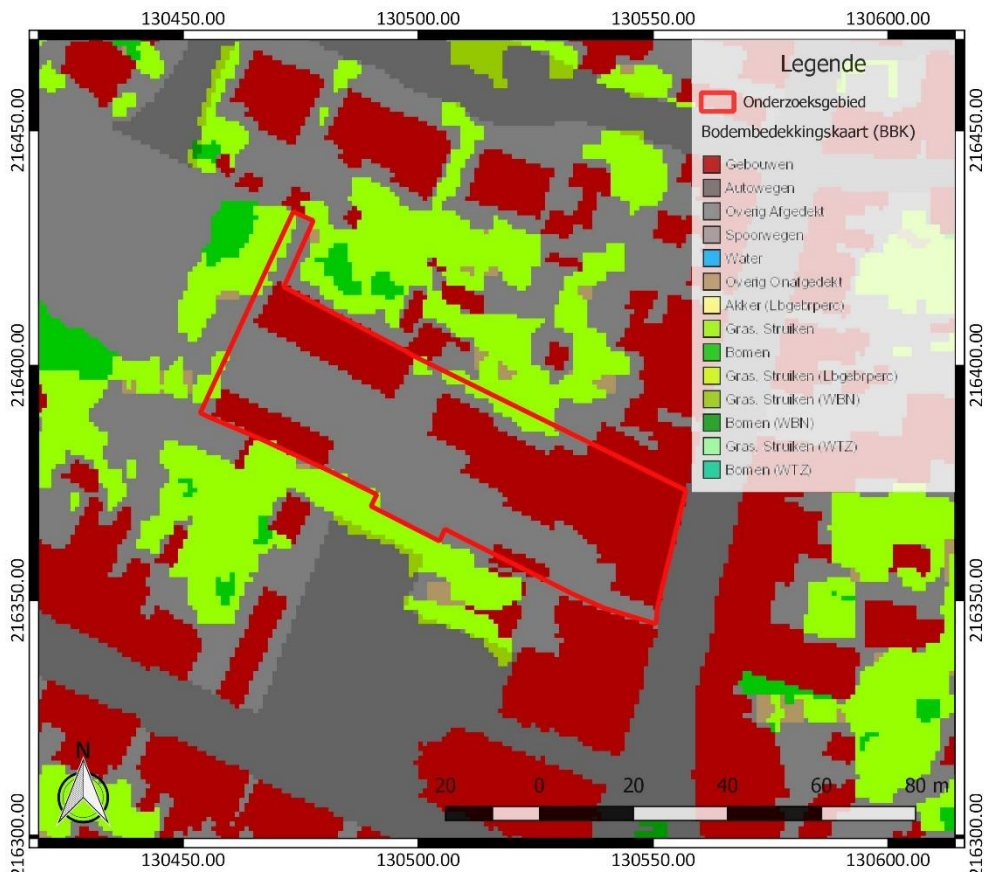 130450.00 130500.00 130550.00 130600.00
216450.00
216400.00
216350.00
216300.00
216450.00
216400.00
216350.00
216300.00
Legende
Onderzoeksgebied
Bodembedekkingskaart (BBK)
Gebouwen
Autowegen
Overig Afgedekt
Spoorwegen
Water
Overig Onafgedekt
Akker (Lbgebrperc)
Gras, Struiken
Bomen
Gras, Struiken (Lbgebrperc)
Gras, Struiken (WBN)
Bomen (WBN)
Gras, Struiken (WTZ)
Bomen (WTZ)
N
20 0 20 40 60 80 m
130450.00 130500.00 130550.00 130600.00